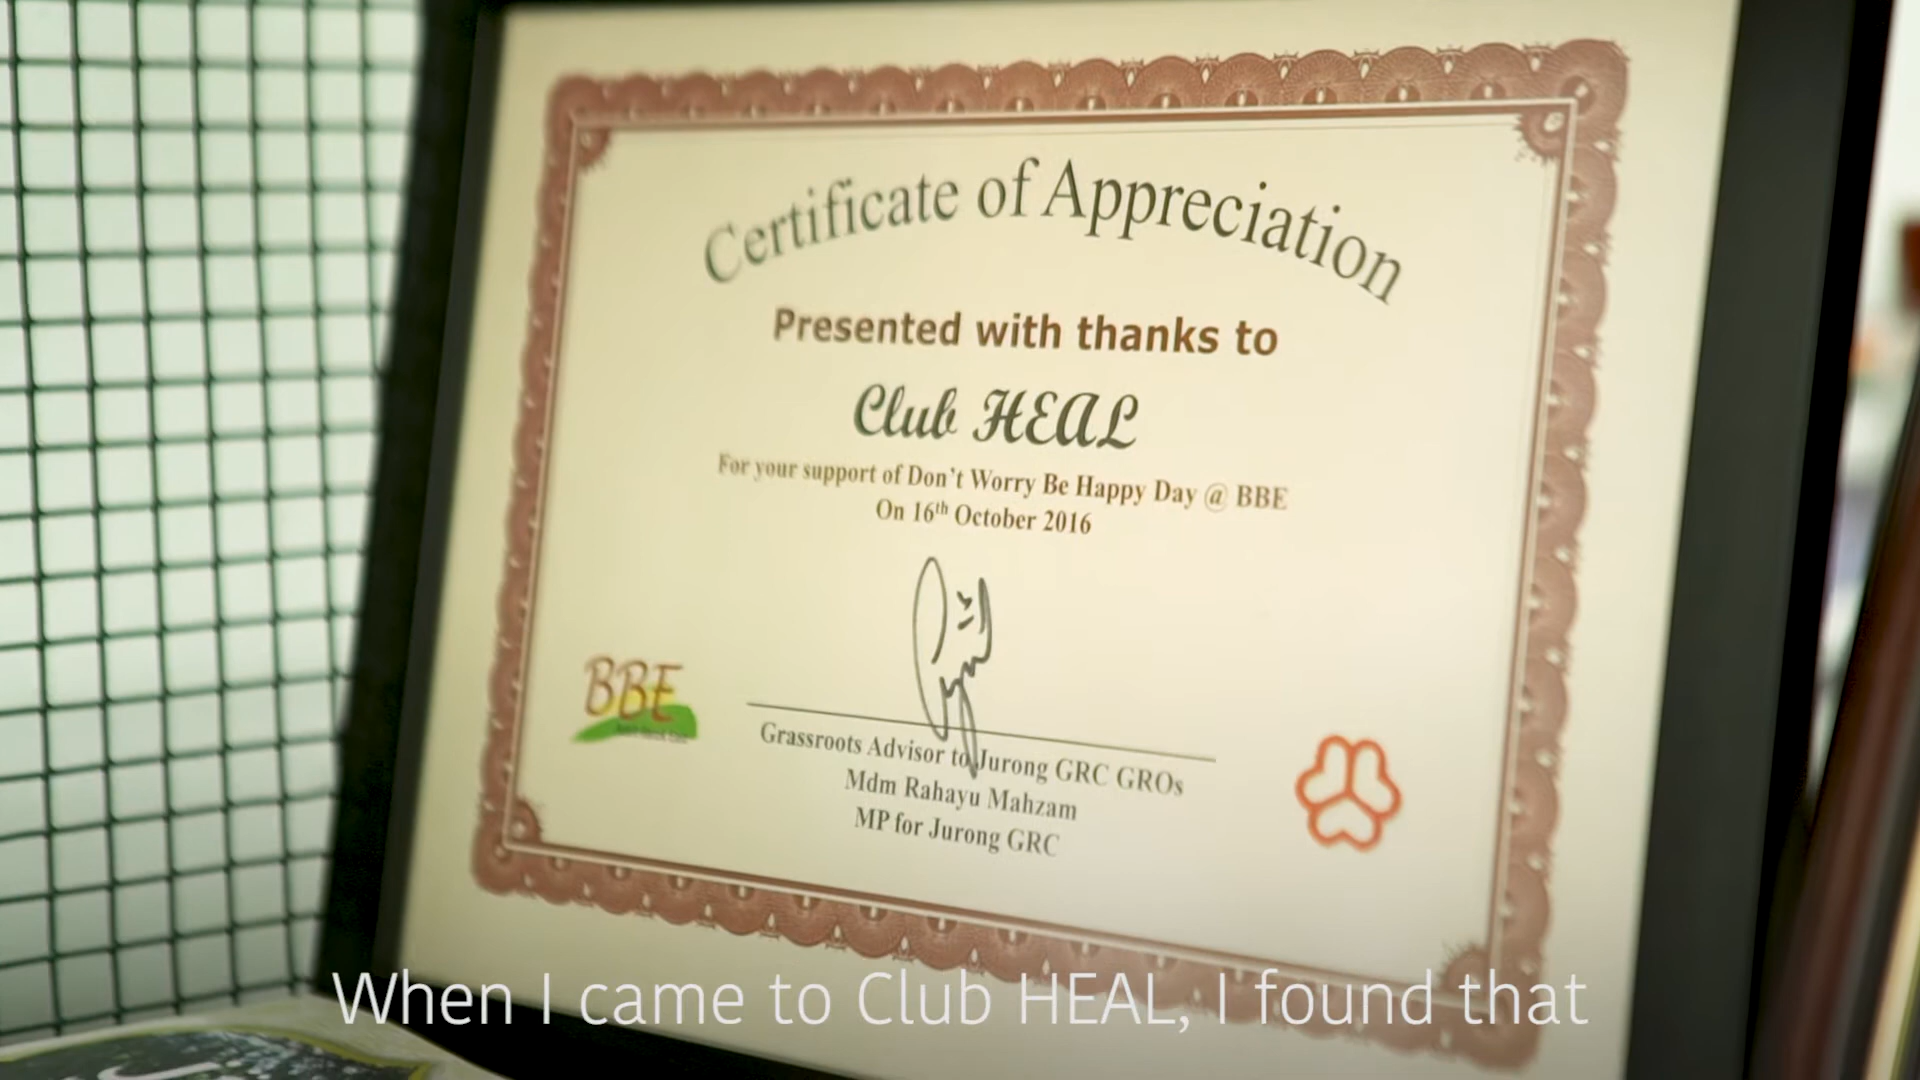 Certificate of Appreciation
Presented with thanks to
Club HEAL
For your support of Don't Worry Be Happy Day @ BBE
On 16th October 2016
BBE
Grassroots Advisor to Jurong GRC GROs
Mdm Rahayu Mahzam
MP for Jurong GRC
When I came to Club HEAL, I found that